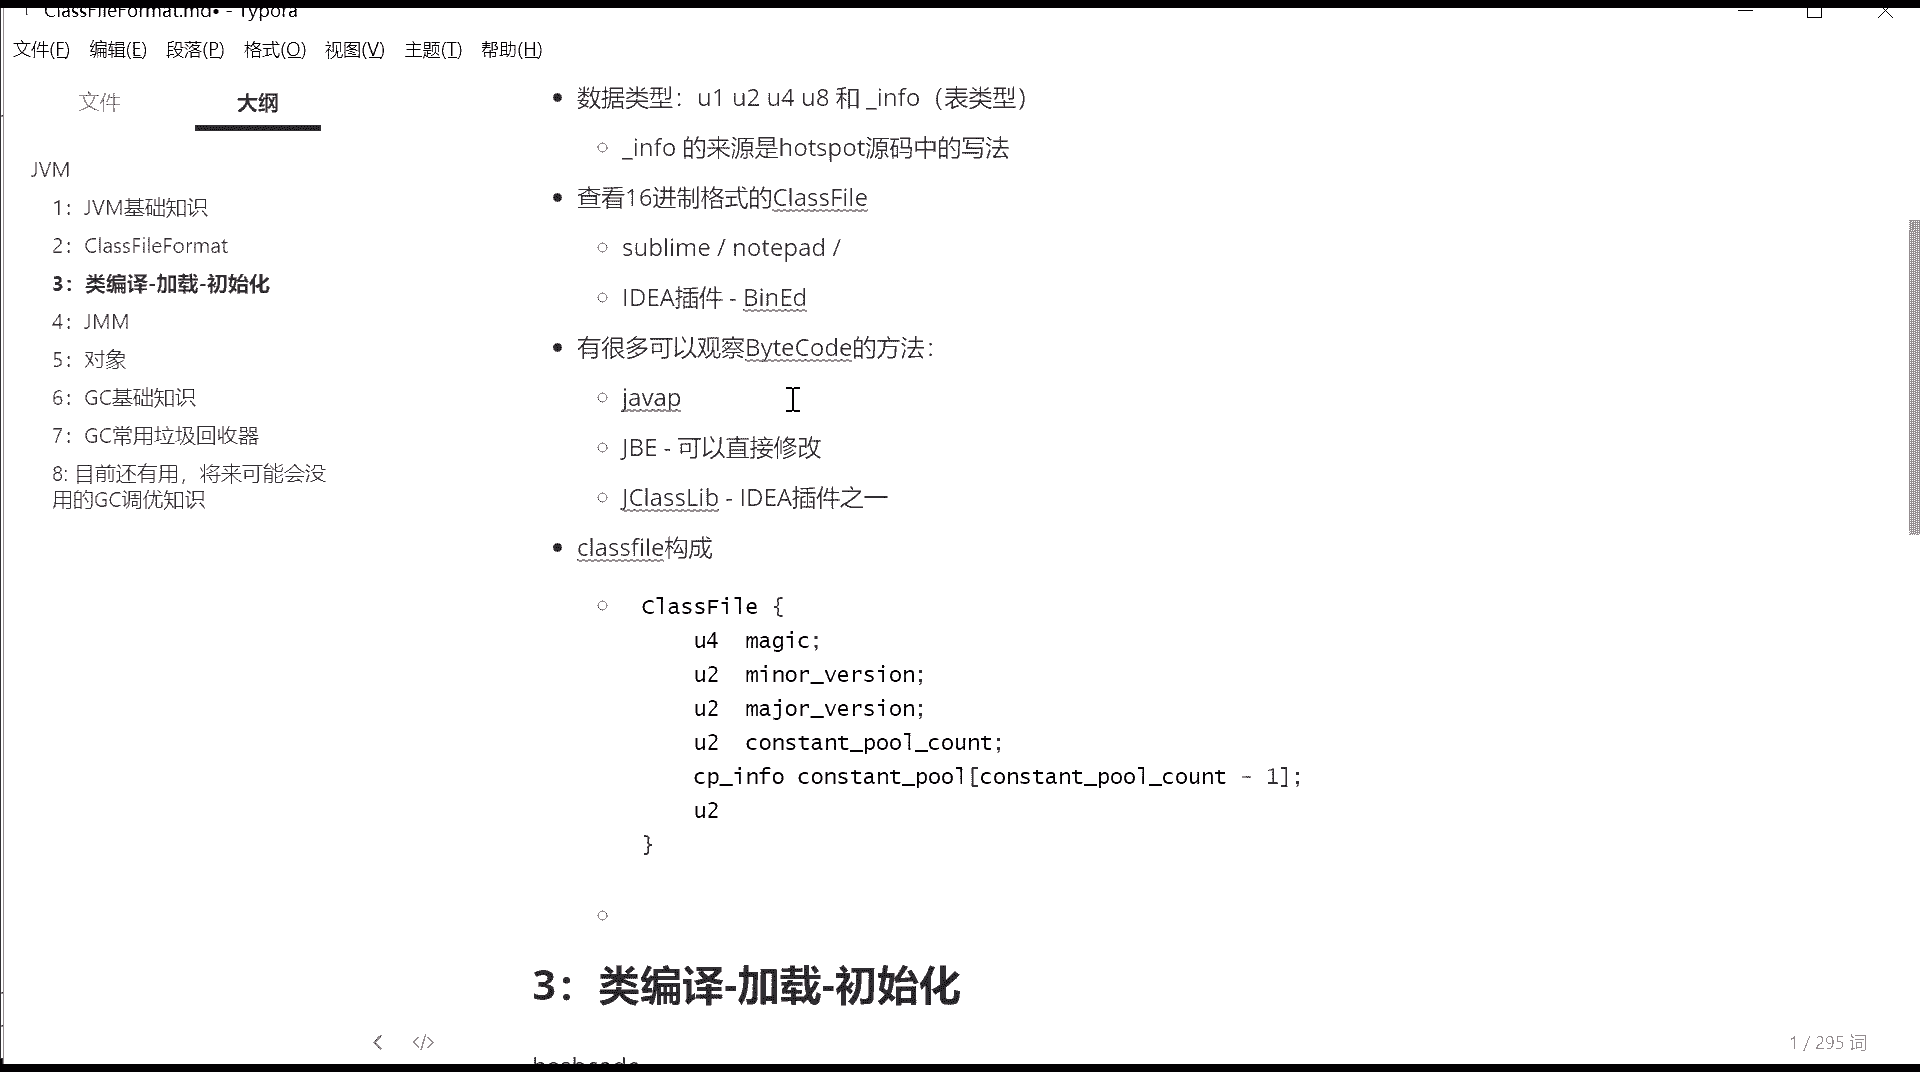 ClassFileFormat.md• - Typora
文件(F) 编辑(E) 段落(P) 格式(O) 视图(V) 主题(T) 帮助(H)
文件 大纲
JVM
1：JVM基础知识
2：ClassFileFormat
3：类编译-加载-初始化
4：JMM
5：对象
6：GC基础知识
7：GC常用垃圾回收器
8: 目前还有用，将来可能会没
用的GC调优知识
数据类型：u1 u2 u4 u8 和 _info（表类型）
_info 的来源是hotspot源码中的写法
查看16进制格式的ClassFile
sublime / notepad /
IDEA插件 - BinEd
有很多可以观察ByteCode的方法：
javap
JBE - 可以直接修改
JClassLib - IDEA插件之一
classfile构成
ClassFile {
u4 magic;
u2 minor_version;
u2 major_version;
u2 constant_pool_count;
cp_info constant_pool[constant_pool_count - 1];
u2
}
3：类编译-加载-初始化
hashcode
1 / 295 词